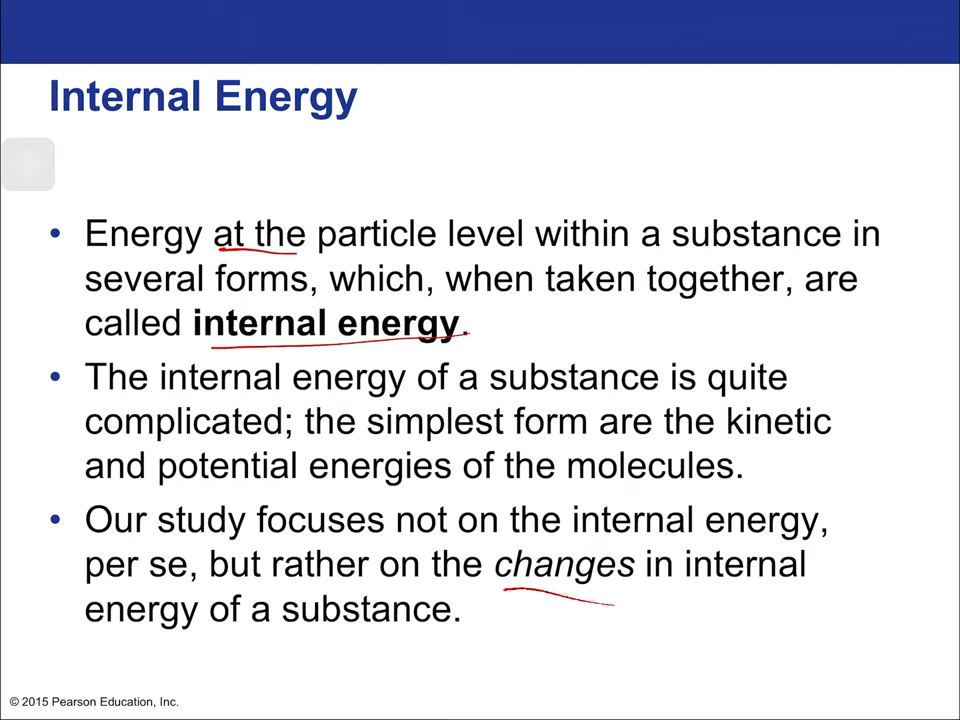 Internal Energy
• Energy at the particle level within a substance in
several forms, which, when taken together, are
called internal energy.
• The internal energy of a substance is quite
complicated; the simplest form are the kinetic
and potential energies of the molecules.
• Our study focuses not on the internal energy,
per se, but rather on the changes in internal
energy of a substance.
© 2015 Pearson Education, Inc.